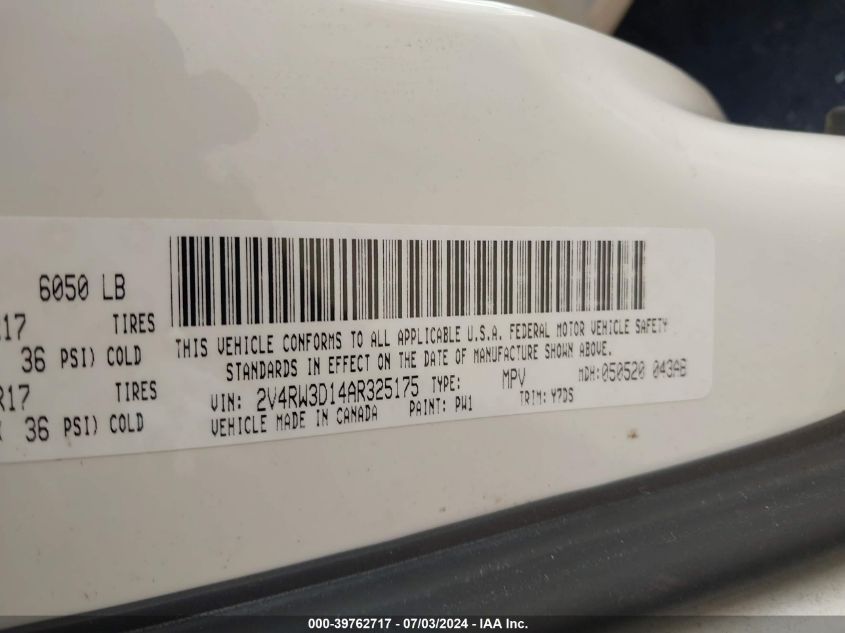 6050 LB
R17 TIRES
36 PSI) COLD
R17 TIRES
36 PSI) COLD
THIS VEHICLE CONFORMS TO ALL APPLICABLE U.S.A. FEDERAL MOTOR VEHICLE SAFETY
STANDARDS IN EFFECT ON THE DATE OF MANUFACTURE SHOWN ABOVE.
VIN: 2V4RW3D14AR325175 TYPE: MPV MDH:050520 043AB
VEHICLE MADE IN CANADA PAINT: PW1 TRIM: Y7DS
000-39762717 - 07/03/2024 - IAA Inc.